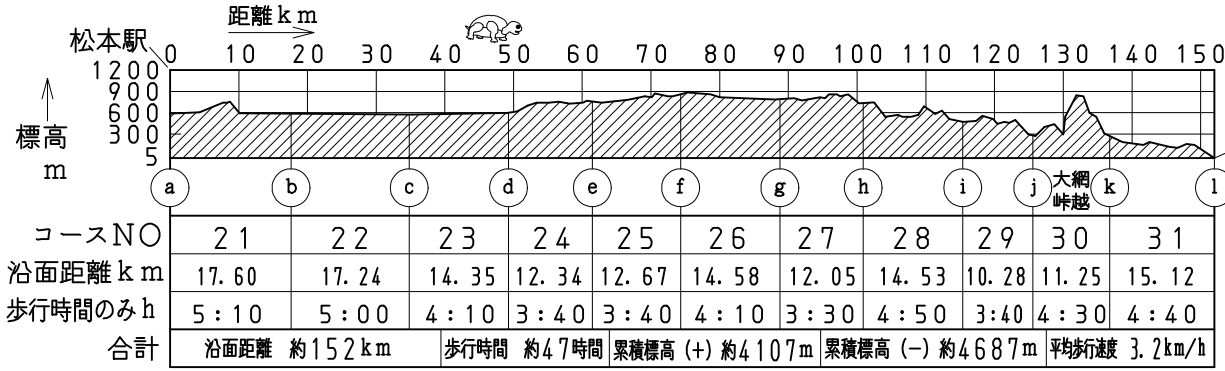 距離km
松本駅 0 10 20 30 40 50 60 70 80 90 100 110 120 130 140 150
1200
900
600
300
5
標高
m
a b c d e f g h i j 大網 k l
峠越
コースNO 21 22 23 24 25 26 27 28 29 30 31
沿面距離km 17.60 17.24 14.35 12.34 12.67 14.58 12.05 14.53 10.28 11.25 15.12
歩行時間のみh 5:10 5:00 4:10 3:40 3:40 4:10 3:30 4:50 3:40 4:30 4:40
合計 沿面距離 約152km 歩行時間 約47時間 累積標高(+)約4107m 累積標高(-)約4687m 平均歩行速度 3.2km/h